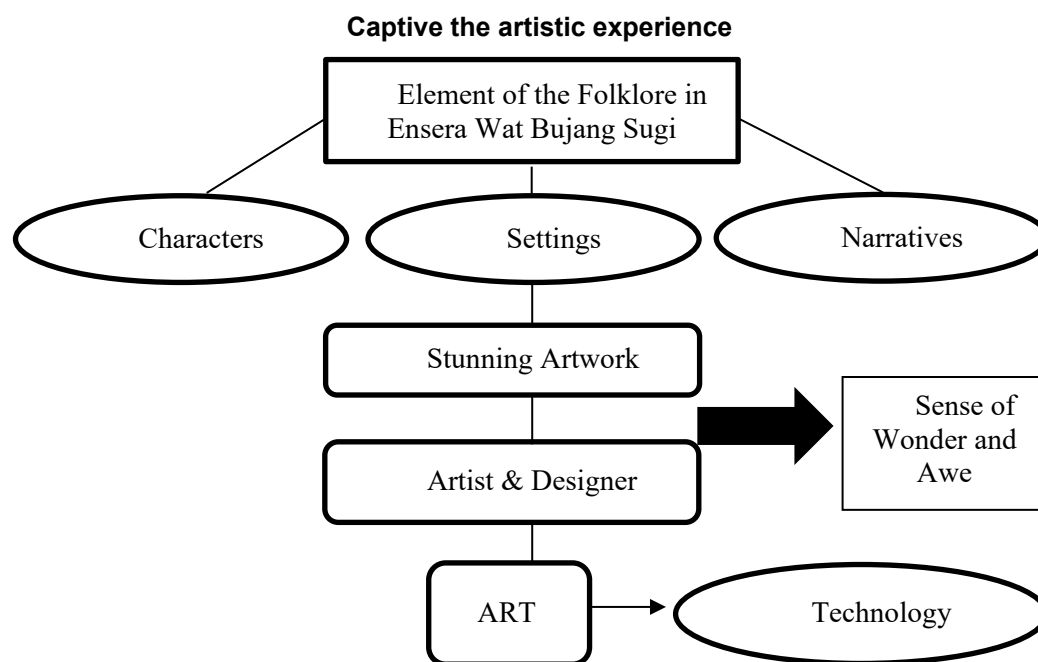 Captive the artistic experience
Element of the Folklore in
Ensera Wat Bujang Sugi
Characters
Settings
Narratives
Stunning Artwork
Sense of
Wonder and
Awe
Artist & Designer
ART
Technology